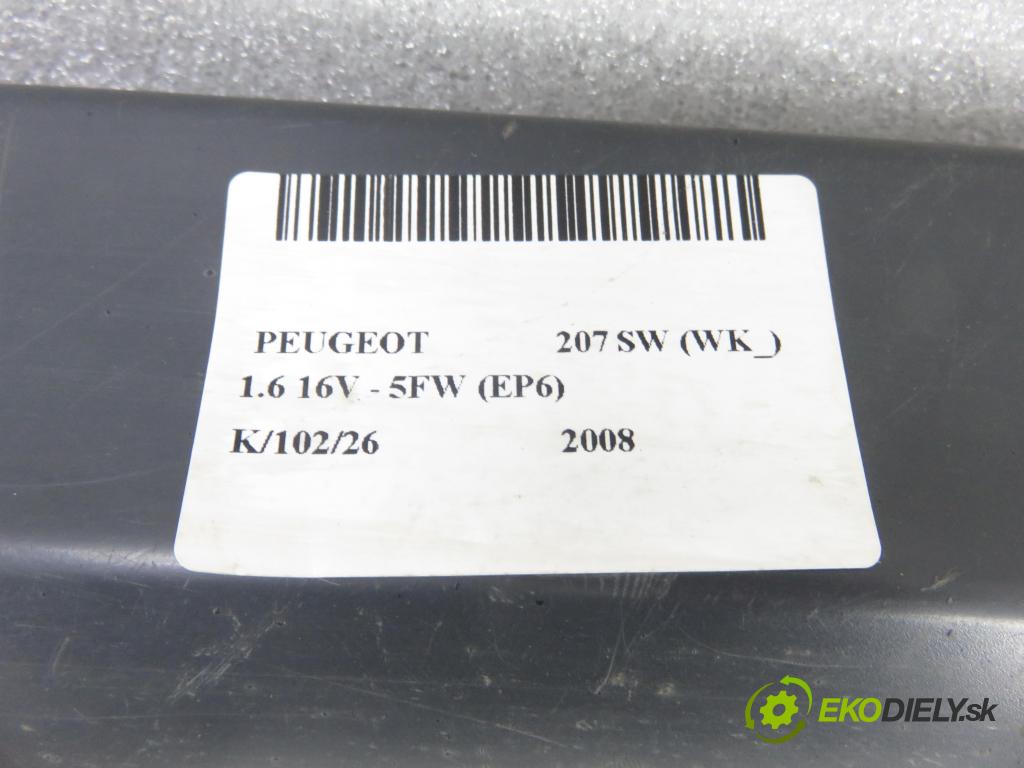 PEUGEOT 207 SW (WK_)
1.6 16V - 5FW (EP6)
K/102/26 2008
EKODIELY.sk